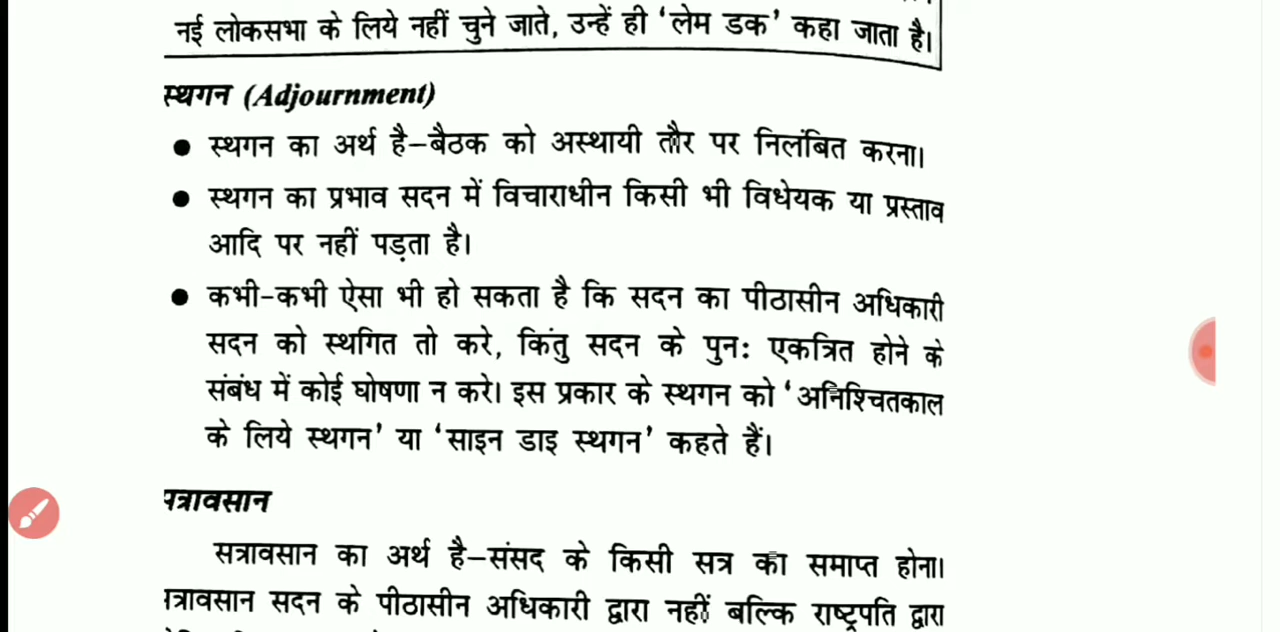 नई लोकसभा के लिये नहीं चुने जाते, उन्हें ही ‘लेम डक’ कहा जाता है।
स्थगन (Adjournment)
● स्थगन का अर्थ है–बैठक को अस्थायी तौर पर निलंबित करना।
● स्थगन का प्रभाव सदन में विचाराधीन किसी भी विधेयक या प्रस्ताव
आदि पर नहीं पड़ता है।
● कभी-कभी ऐसा भी हो सकता है कि सदन का पीठासीन अधिकारी
सदन को स्थगित तो करे, किंतु सदन के पुनः एकत्रित होने के
संबंध में कोई घोषणा न करे। इस प्रकार के स्थगन को ‘अनिश्चितकाल
के लिये स्थगन’ या ‘साइन डाइ स्थगन’ कहते हैं।
सत्रावसान
सत्रावसान का अर्थ है–संसद के किसी सत्र का समाप्त होना।
सत्रावसान सदन के पीठासीन अधिकारी द्वारा नहीं बल्कि राष्ट्रपति द्वारा